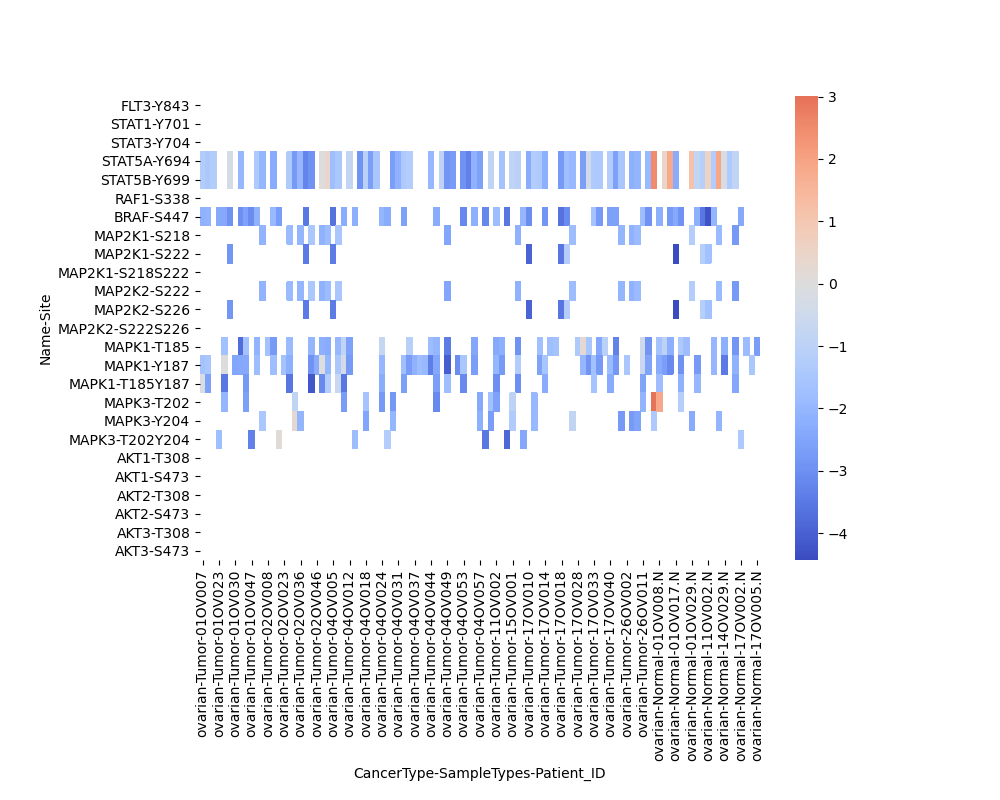 FLT3-Y843
STAT1-Y701
STAT3-Y704
STAT5A-Y694
STAT5B-Y699
RAF1-S338
BRAF-S447
MAP2K1-S218
MAP2K1-S222
MAP2K1-S218S222
MAP2K2-S222
MAP2K2-S226
MAP2K2-S222S226
MAPK1-T185
MAPK1-Y187
MAPK1-T185Y187
MAPK3-T202
MAPK3-Y204
MAPK3-T202Y204
AKT1-T308
AKT1-S473
AKT2-T308
AKT2-S473
AKT3-T308
AKT3-S473
Name-Site
ovarian-Tumor-01OV007
ovarian-Tumor-01OV023
ovarian-Tumor-01OV030
ovarian-Tumor-01OV047
ovarian-Tumor-02OV008
ovarian-Tumor-02OV023
ovarian-Tumor-02OV036
ovarian-Tumor-02OV046
ovarian-Tumor-04OV005
ovarian-Tumor-04OV012
ovarian-Tumor-04OV018
ovarian-Tumor-04OV024
ovarian-Tumor-04OV031
ovarian-Tumor-04OV037
ovarian-Tumor-04OV044
ovarian-Tumor-04OV049
ovarian-Tumor-04OV053
ovarian-Tumor-04OV057
ovarian-Tumor-11OV002
ovarian-Tumor-15OV001
ovarian-Tumor-17OV010
ovarian-Tumor-17OV014
ovarian-Tumor-17OV018
ovarian-Tumor-17OV028
ovarian-Tumor-17OV033
ovarian-Tumor-17OV040
ovarian-Tumor-26OV002
ovarian-Tumor-26OV011
ovarian-Normal-01OV008.N
ovarian-Normal-01OV017.N
ovarian-Normal-01OV029.N
ovarian-Normal-11OV002.N
ovarian-Normal-14OV029.N
ovarian-Normal-17OV002.N
ovarian-Normal-17OV005.N
CancerType-SampleTypes-Patient_ID
3
2
1
0
−1
−2
−3
−4